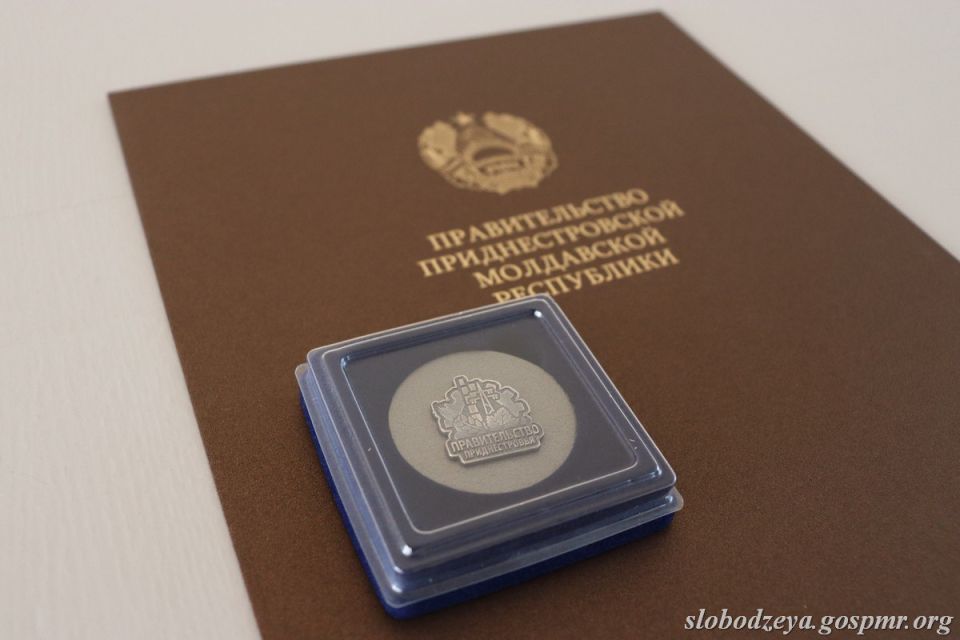 ПРАВИТЕЛЬСТВО
ПРИДНЕСТРОВСКОЙ
МОЛДАВСКОЙ
РЕСПУБЛИКИ
ПРАВИТЕЛЬСТВО
ПРИДНЕСТРОВЬЯ
slobodzeya.gospmr.org